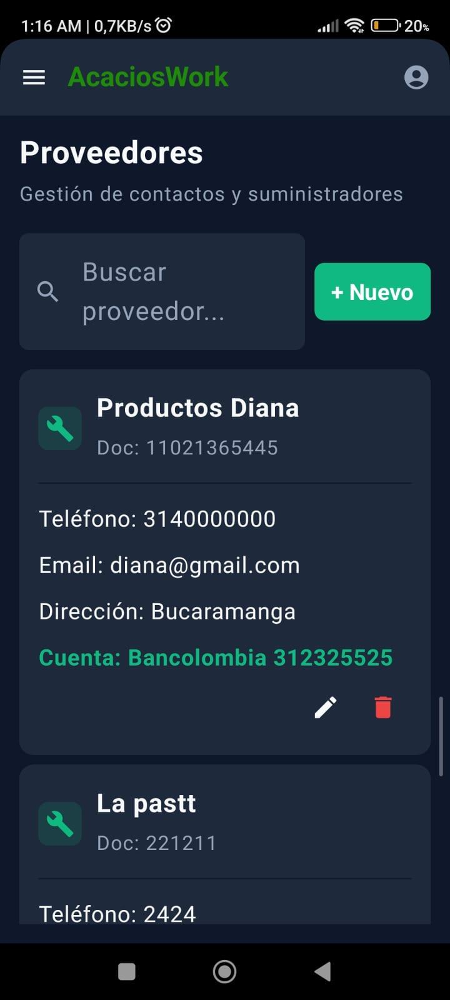 1:16 AM | 0,7KB/s 20%
AcaciosWork
Proveedores
Gestión de contactos y suministradores
Buscar
proveedor...
+ Nuevo
Productos Diana
Doc: 11021365445
Teléfono: 3140000000
Email: diana@gmail.com
Dirección: Bucaramanga
Cuenta: Bancolombia 312325525
La pastt
Doc: 221211
Teléfono: 2424